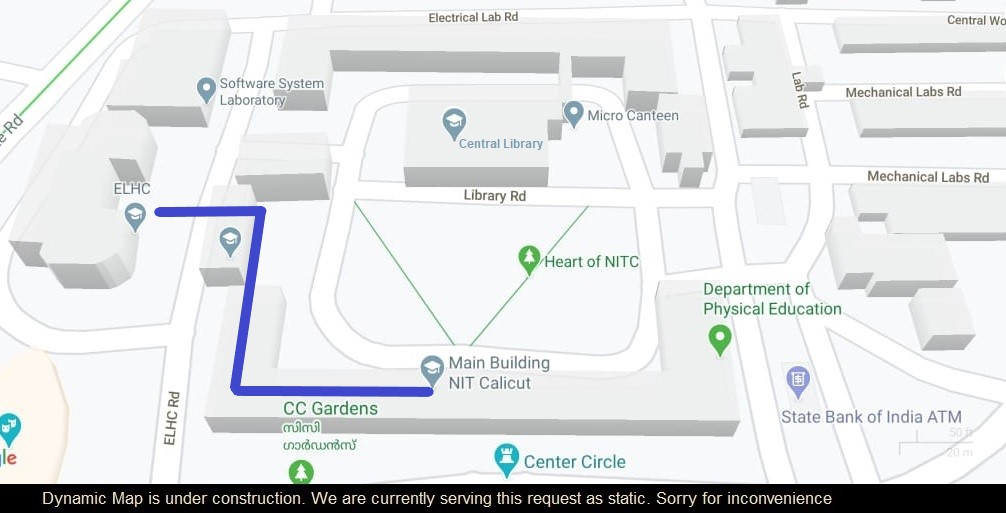 Electrical Lab Rd
Central Wo
Software System
Laboratory
Lab Rd
Mechanical Labs Rd
Micro Canteen
Central Library
e Rd
ELHC
Library Rd
Mechanical Labs Rd
Heart of NITC
Department of
Physical Education
Main Building
NIT Calicut
CC Gardens
സിസി
ഗാർഡൻസ്
ELHC Rd
State Bank of India ATM
50 ft
20 m
gle
Center Circle
Dynamic Map is under construction. We are currently serving this request as static. Sorry for inconvenience